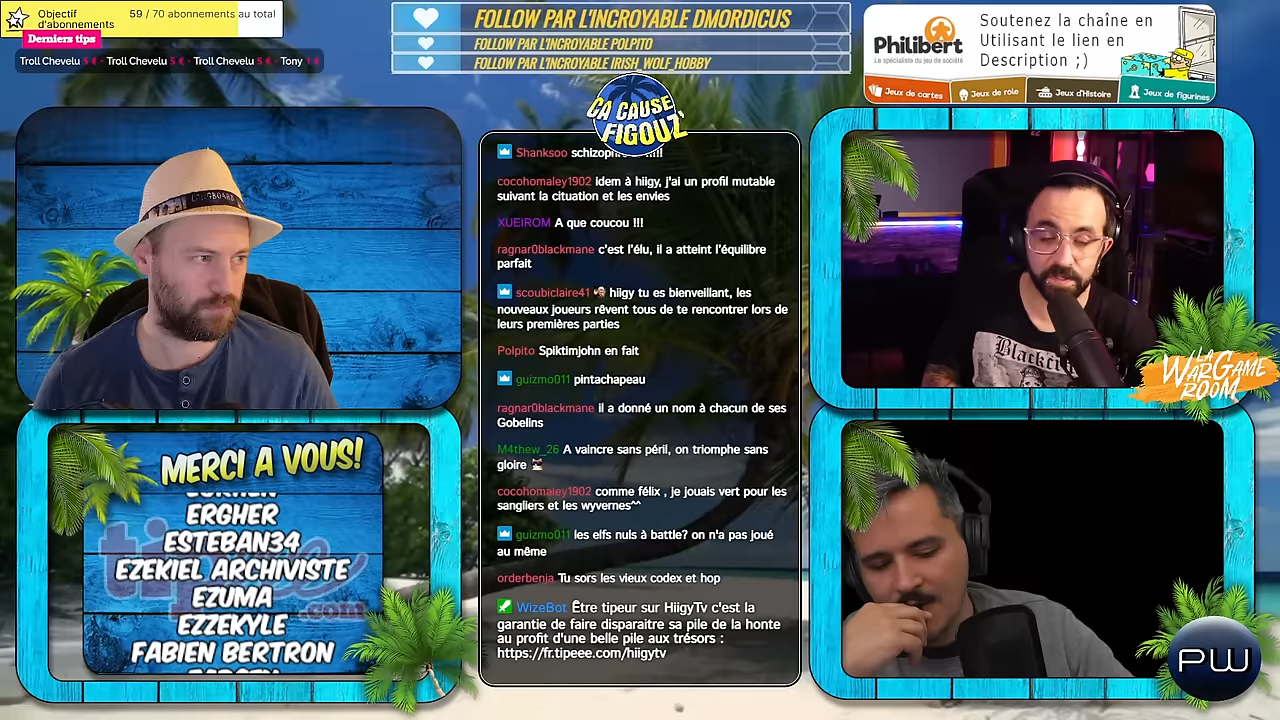 Objectif
d'abonnements
59 / 70 abonnements au total
Derniers tips
Troll Chevelu 5 € · Troll Chevelu 5 € · Troll Chevelu 5 € · Tony 1 €
FOLLOW PAR L'INCROYABLE DMORDICUS
FOLLOW PAR L'INCROYABLE POLPITO
FOLLOW PAR L'INCROYABLE IRISH_WOLF_HOBBY
Philibert
Le spécialiste du jeu de société
Soutenez la chaîne en
Utilisant le lien en
Description ;)
Jeux de cartes
Jeux de rôle
Jeux d'Histoire
Jeux de figurines
ÇA CAUSE
FIGOUZ'
Shanksoo
cocohomaley1902 idem à hiigy, j'ai un profil mutable
suivant la cituation et les envies
XUEIROM A que coucou !!!
ragnar0blackmane c'est l'élu, il a atteint l'équilibre
parfait
scoubiclaire41 hiigy tu es bienveillant, les
nouveaux joueurs rêvent tous de te rencontrer lors de
leurs premières parties
Polpito Spiktimjohn en fait
guizmo011 pintachapeau
ragnar0blackmane il a donné un nom à chacun de ses
Gobelins
M4thew_26 A vaincre sans péril, on triomphe sans
gloire
cocohomaley1902 comme félix , je jouais vert pour les
sangliers et les wyvernes^^
guizmo011 les elfs nuls à battle? on n'a pas joué
au même
orderbenja Tu sors les vieux codex et hop
WizeBot Être tipeur sur HiigyTv c'est la
garantie de faire disparaitre sa pile de la honte
au profit d'une belle pile aux trésors :
https://fr.tipeee.com/hiigytv
LONGBOARD
LA
WARGAME
ROOM
MERCI A VOUS!
ERGHER
ESTEBAN34
EZEKIEL ARCHIVISTE
EZUMA
EZZEKYLE
FABIEN BERTRON
.com
PW